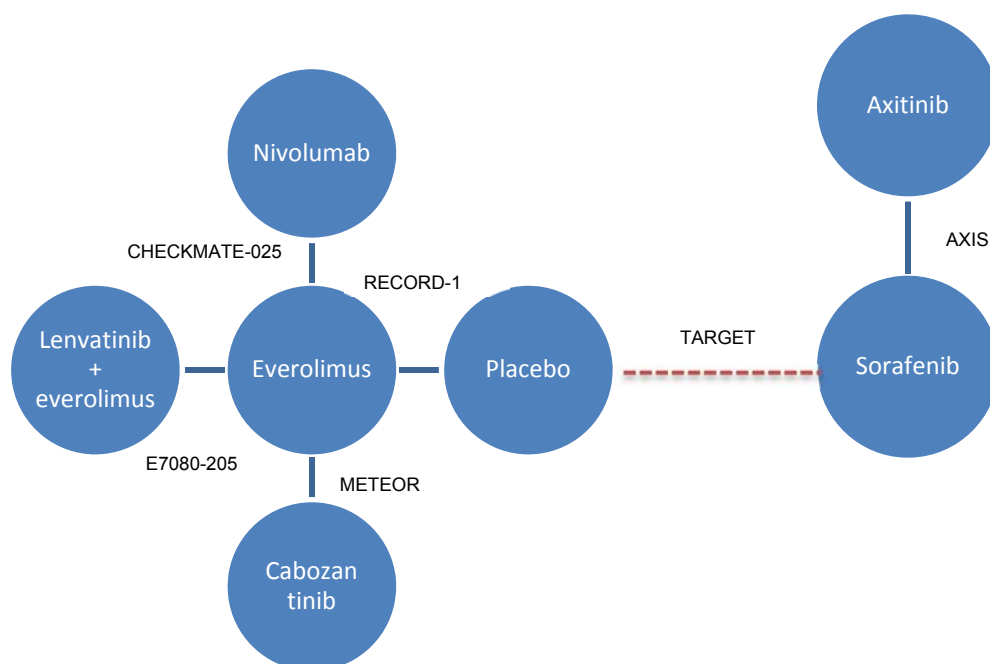 Axitinib
Nivolumab
AXIS
CHECKMATE-025
RECORD-1
Lenvatinib
+
everolimus
Everolimus
Placebo
TARGET
Sorafenib
E7080-205
METEOR
Cabozan
tinib